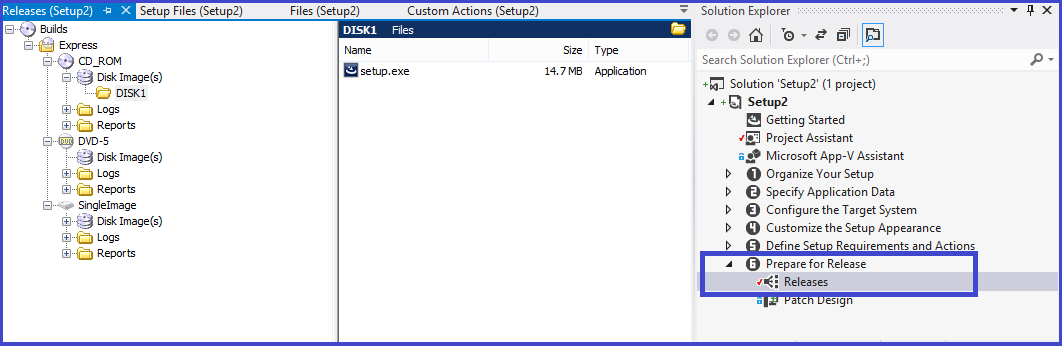 Releases (Setup2)
Setup Files (Setup2)
Files (Setup2)
Custom Actions (Setup2)
Builds
Express
CD_ROM
Disk Image(s)
DISK1
Logs
Reports
DVD-5
Disk Image(s)
Logs
Reports
SingleImage
Disk Image(s)
Logs
Reports
DISK1 Files
Name Size Type
setup.exe 14.7 MB Application
Solution Explorer
Search Solution Explorer (Ctrl+;)
Solution 'Setup2' (1 project)
Setup2
Getting Started
Project Assistant
Microsoft App-V Assistant
1 Organize Your Setup
2 Specify Application Data
3 Configure the Target System
4 Customize the Setup Appearance
5 Define Setup Requirements and Actions
6 Prepare for Release
Releases
Patch Design